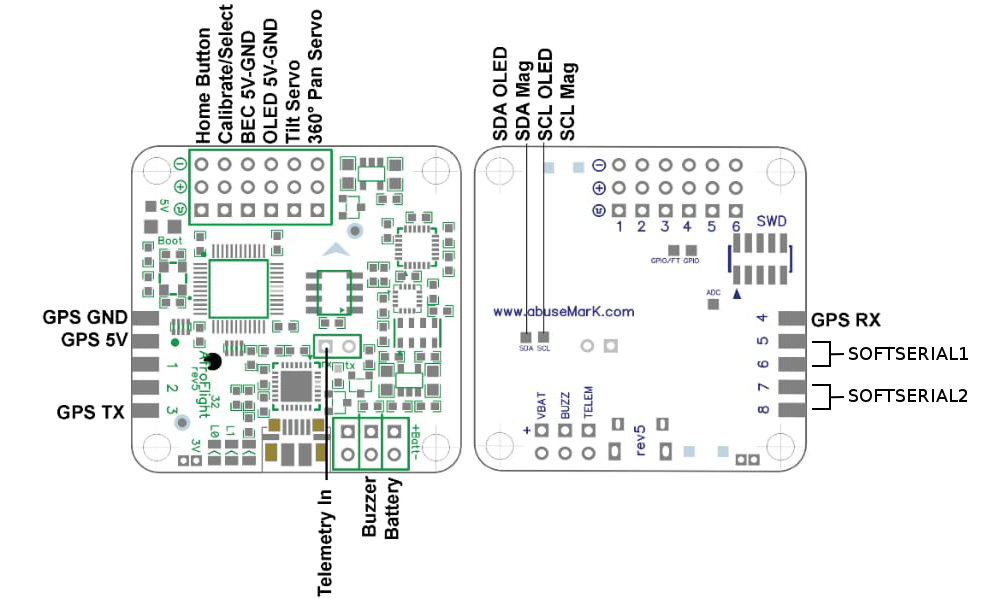 Home Button
Calibrate/Select
BEC 5V-GND
OLED 5V-GND
Tilt Servo
360° Pan Servo
5V
Boot
GPS GND
GPS 5V
GPS TX
1
2
3
AfroFlight
32
rev5
tx
3V
L0
L1
+Batt-
Telemetry In
Buzzer
Battery
SDA OLED
SDA Mag
SCL OLED
SCL Mag
1 2 3 4 5 6
SWD
GPIO/FT GPIO
ADC
www.abuseMarK.com
SDA SCL
4
5
6
7
8
GPS RX
SOFTSERIAL1
SOFTSERIAL2
+
VBAT
BUZZ
TELEM
rev5